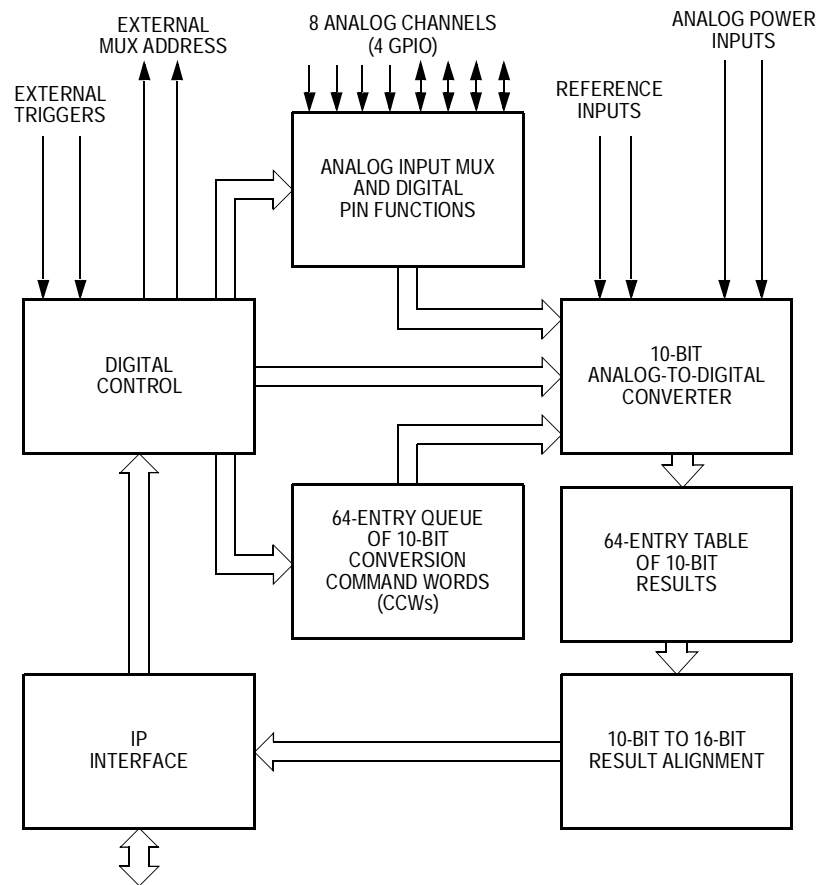 EXTERNAL
MUX ADDRESS
8 ANALOG CHANNELS
(4 GPIO)
ANALOG POWER
INPUTS
EXTERNAL
TRIGGERS
REFERENCE
INPUTS
ANALOG INPUT MUX
AND DIGITAL
PIN FUNCTIONS
DIGITAL
CONTROL
10-BIT
ANALOG-TO-DIGITAL
CONVERTER
64-ENTRY QUEUE
OF 10-BIT
CONVERSION
COMMAND WORDS
(CCWs)
64-ENTRY TABLE
OF 10-BIT
RESULTS
IP
INTERFACE
10-BIT TO 16-BIT
RESULT ALIGNMENT